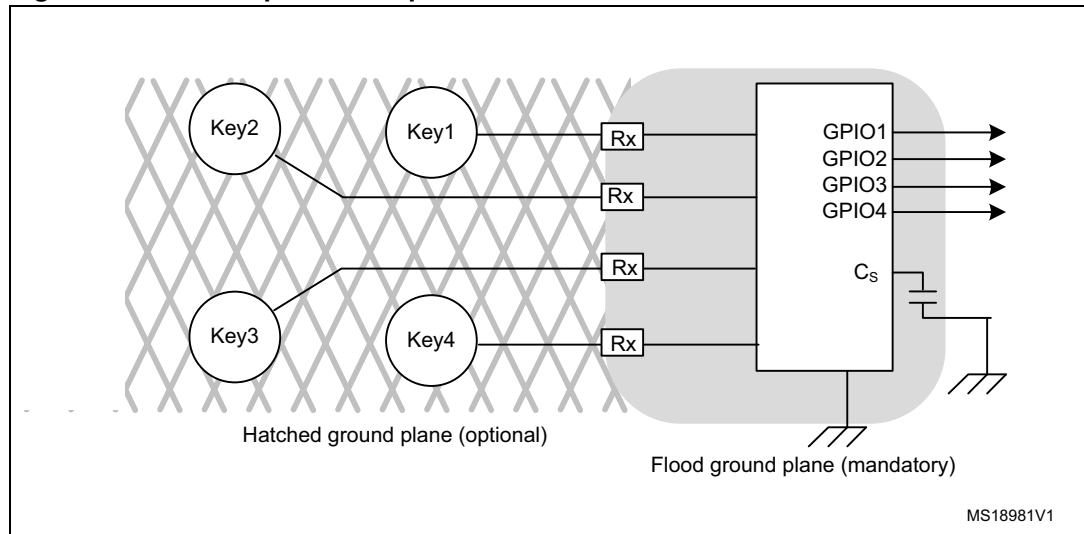 Key2
Key1
Rx
GPIO1
GPIO2
GPIO3
GPIO4
Rx
Rx
CS
Key3
Key4
Rx
Hatched ground plane (optional)
Flood ground plane (mandatory)
MS18981V1